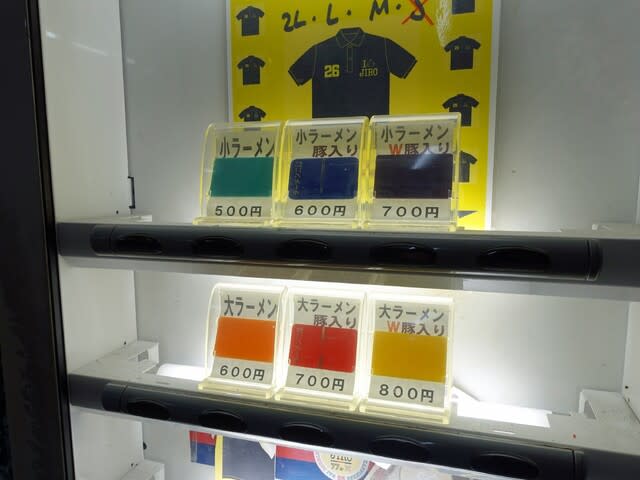 2L. L. M. S
26
I
JIRO
小ラーメン
500円
小ラーメン
豚入り
600円
小ラーメン
W豚入り
700円
大ラーメン
600円
大ラーメン
豚入り
700円
大ラーメン
W豚入り
800円